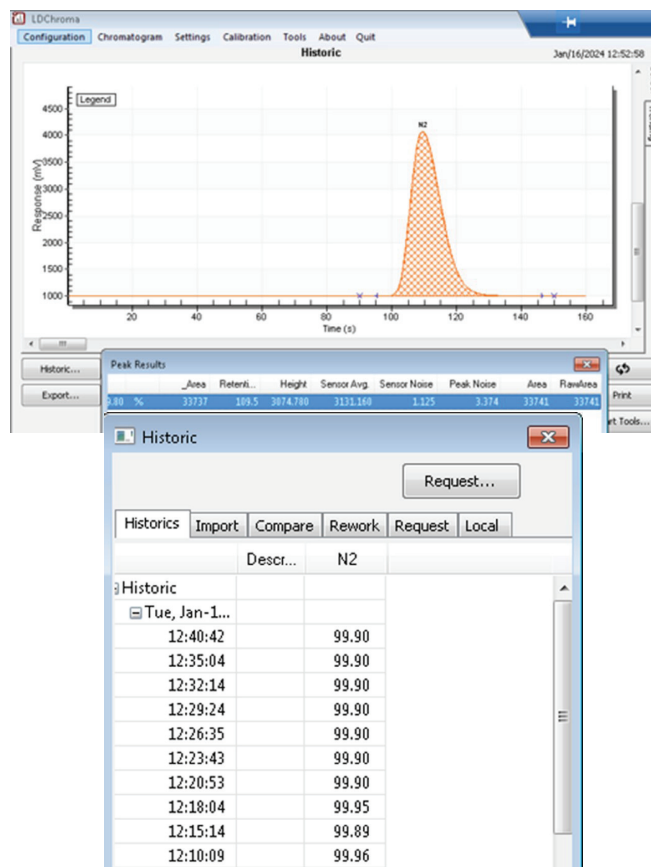 LDChroma
Configuration Chromatogram Settings Calibration Tools About Quit
Historic
Jan/16/2024 12:52:58
Legend
N2
4500
4000
3500
3000
2500
2000
1500
1000
Response (mV)
20 40 60 80 100 120 140 160
Time (s)
Historic...
Export...
Print
rt Tools...
Peak Results
_Area Retenti... Height Sensor Avg. Sensor Noise Peak Noise Area RawArea
% 33737 109.5 3074.780 3131.160 1.125 3.374 33741 33741
Historic
Request...
Historics Import Compare Rework Request Local
Descr... N2
Historic
Tue, Jan-1...
12:40:42 99.90
12:35:04 99.90
12:32:14 99.90
12:29:24 99.90
12:26:35 99.90
12:23:43 99.90
12:20:53 99.90
12:18:04 99.95
12:15:14 99.89
12:10:09 99.96